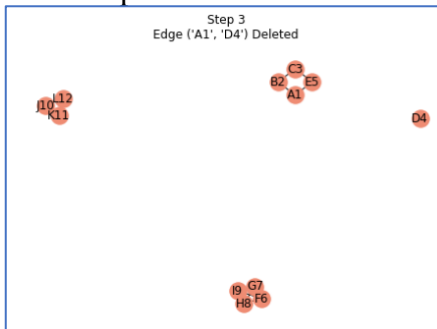 Step 3
Edge ('A1', 'D4') Deleted
C3
B2
E5
A1
L12
J10
K11
D4
G7
I9
F6
H8